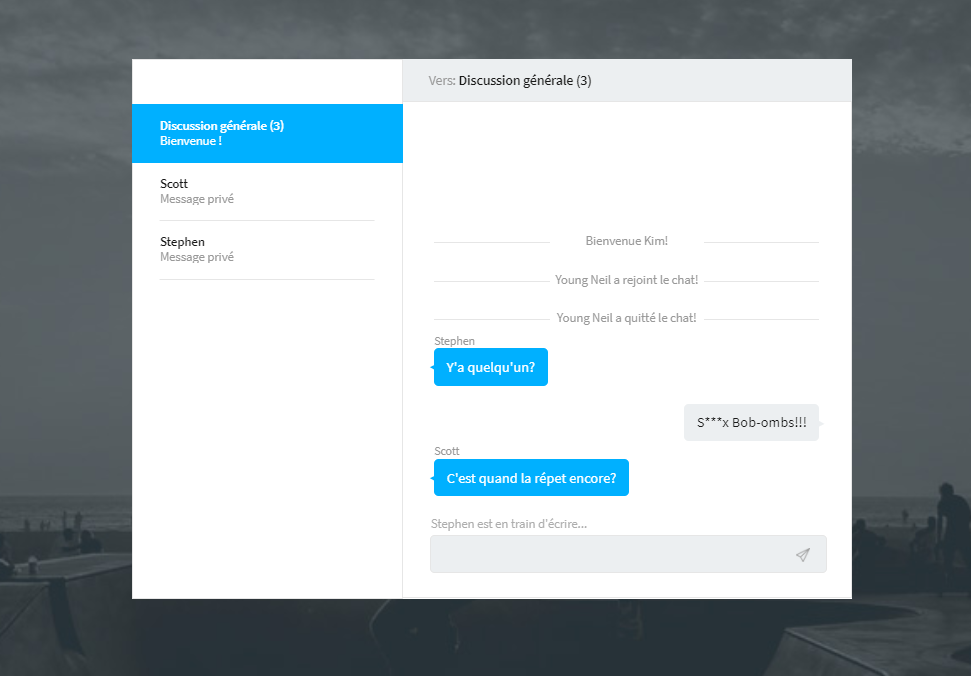 Vers: Discussion générale (3)
Discussion générale (3)
Bienvenue !
Scott
Message privé
Stephen
Message privé
Bienvenue Kim!
Young Neil a rejoint le chat!
Young Neil a quitté le chat!
Stephen
Y'a quelqu'un?
S***x Bob-ombs!!!
Scott
C'est quand la répet encore?
Stephen est en train d'écrire...